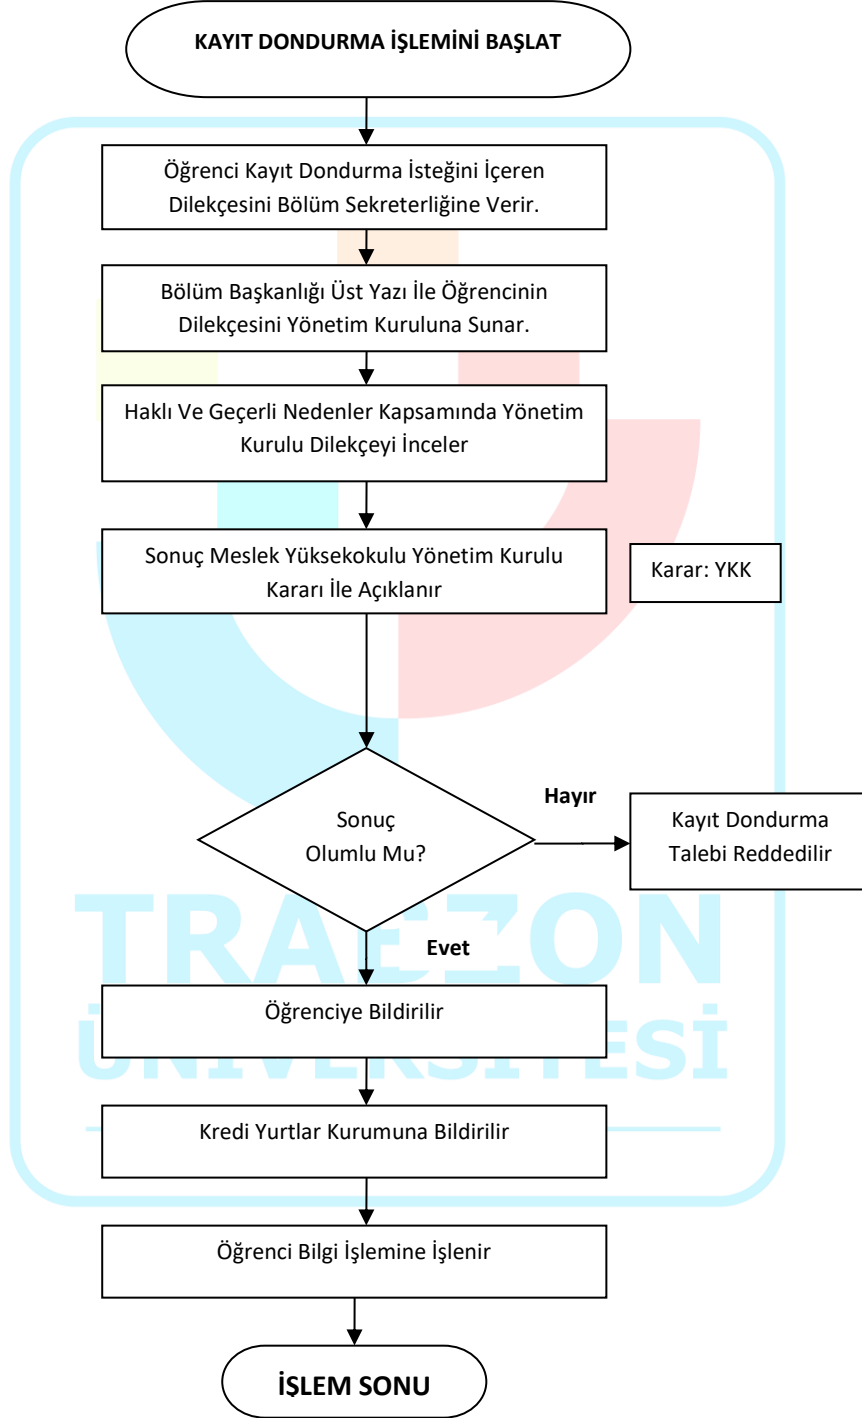 KAYIT DONDURMA İŞLEMİNİ BAŞLAT
Öğrenci Kayıt Dondurma İsteğini İçeren
Dilekçesini Bölüm Sekreterliğine Verir.
Bölüm Başkanlığı Üst Yazı İle Öğrencinin
Dilekçesini Yönetim Kuruluna Sunar.
Haklı Ve Geçerli Nedenler Kapsamında Yönetim
Kurulu Dilekçeyi İnceler
Sonuç Meslek Yüksekokulu Yönetim Kurulu
Kararı İle Açıklanır
Karar: YKK
Sonuç
Olumlu Mu?
Hayır
Kayıt Dondurma
Talebi Reddedilir
TRABZON
Evet
Öğrenciye Bildirilir
ÜNİVERSİTESİ
Kredi Yurtlar Kurumuna Bildirilir
Öğrenci Bilgi İşlemine İşlenir
İŞLEM SONU